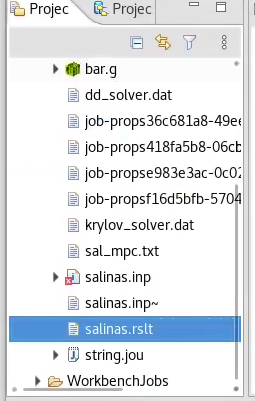 Projec Projec
bar.g
dd_solver.dat
job-props36c681a8-49ee
job-props418fa5b8-06cb
job-propse983e3ac-0c02
job-propsf16d5bfb-5704
krylov_solver.dat
sal_mpc.txt
salinas.inp
salinas.inp~
salinas.rslt
string.jou
WorkbenchJobs